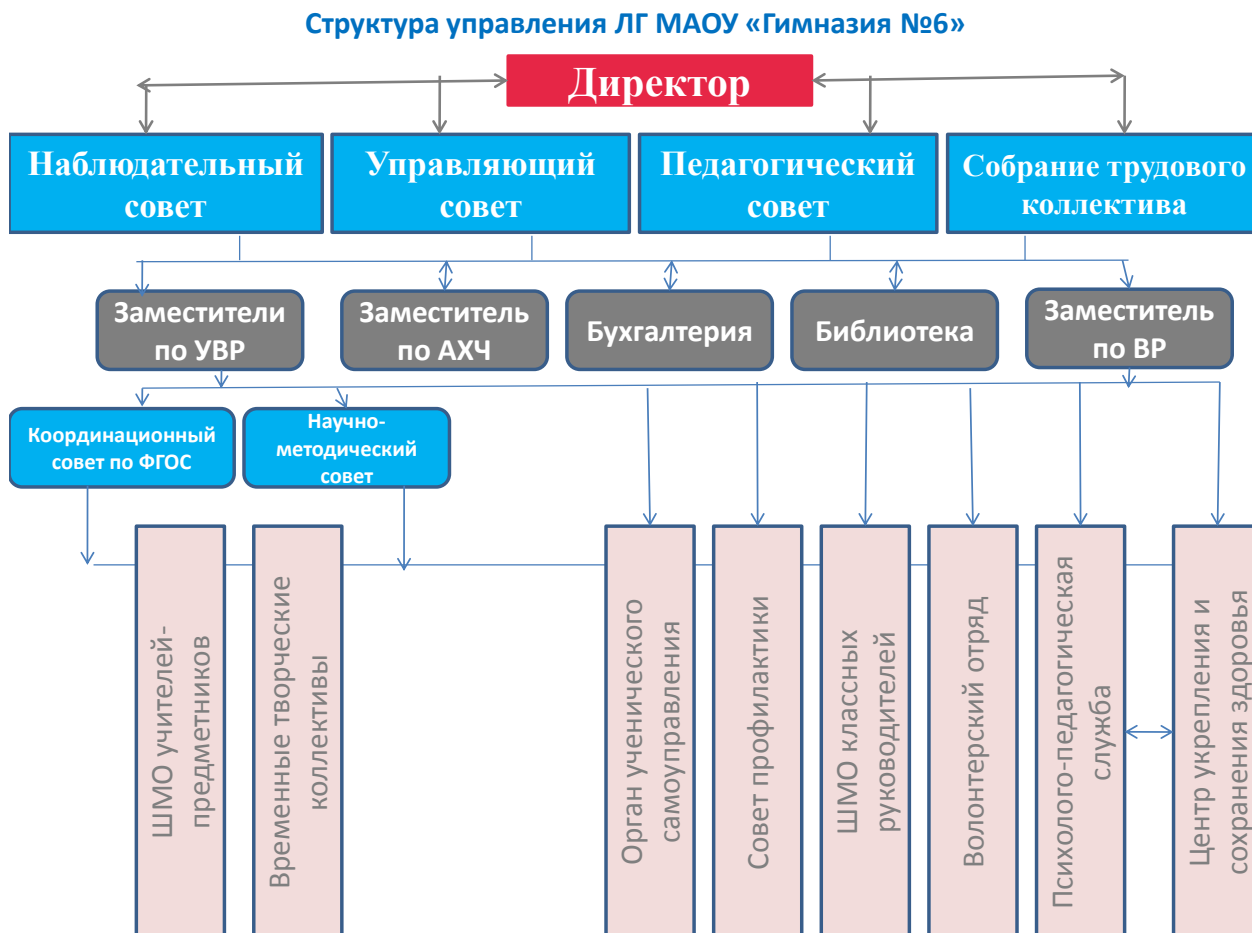 Структура управления ЛГ МАОУ «Гимназия №6»
Директор
Наблюдательный
совет
Управляющий
совет
Педагогический
совет
Собрание трудового
коллектива
Заместители
по УВР
Заместитель
по АХЧ
Бухгалтерия
Библиотека
Заместитель
по ВР
Координационный
совет по ФГОС
Научно-
методический
совет
ШМО учителей-
предметников
Временные творческие
коллективы
Орган ученического
самоуправления
Совет профилактики
ШМО классных
руководителей
Волонтерский отряд
Психолого-педагогическая
служба
Центр укрепления и
сохранения здоровья